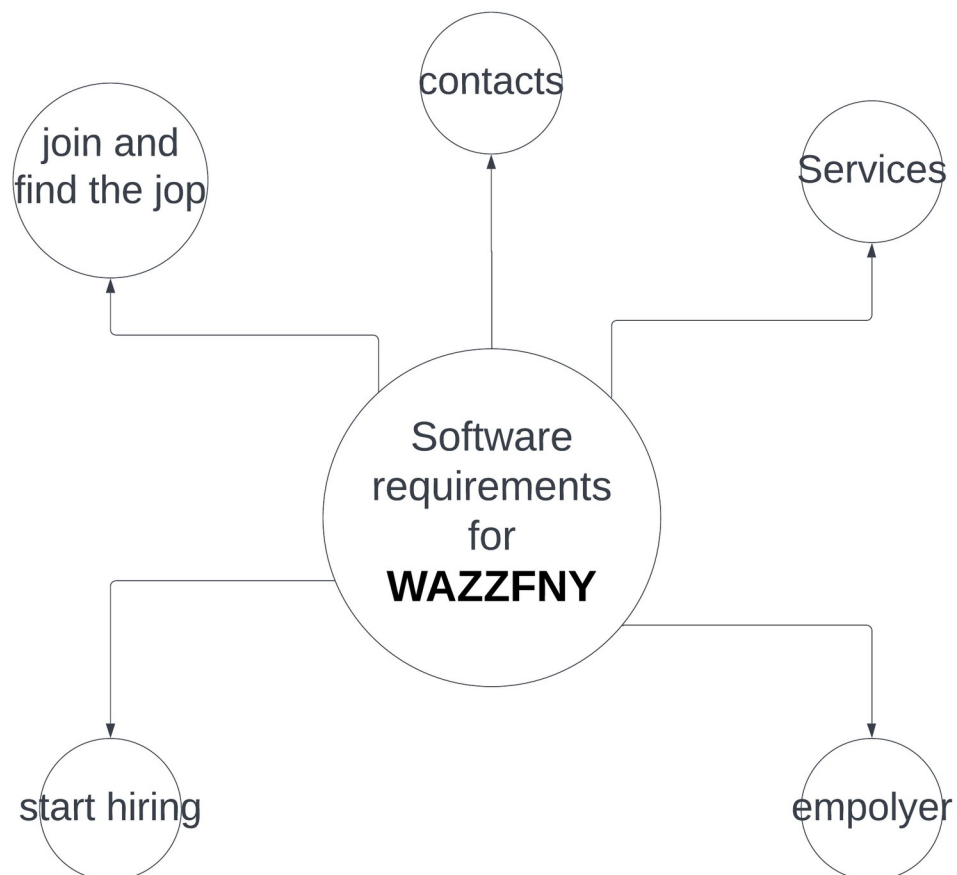 contacts
join and
find the jop
Services
Software
requirements
for
WAZZFNY
start hiring
empolyer